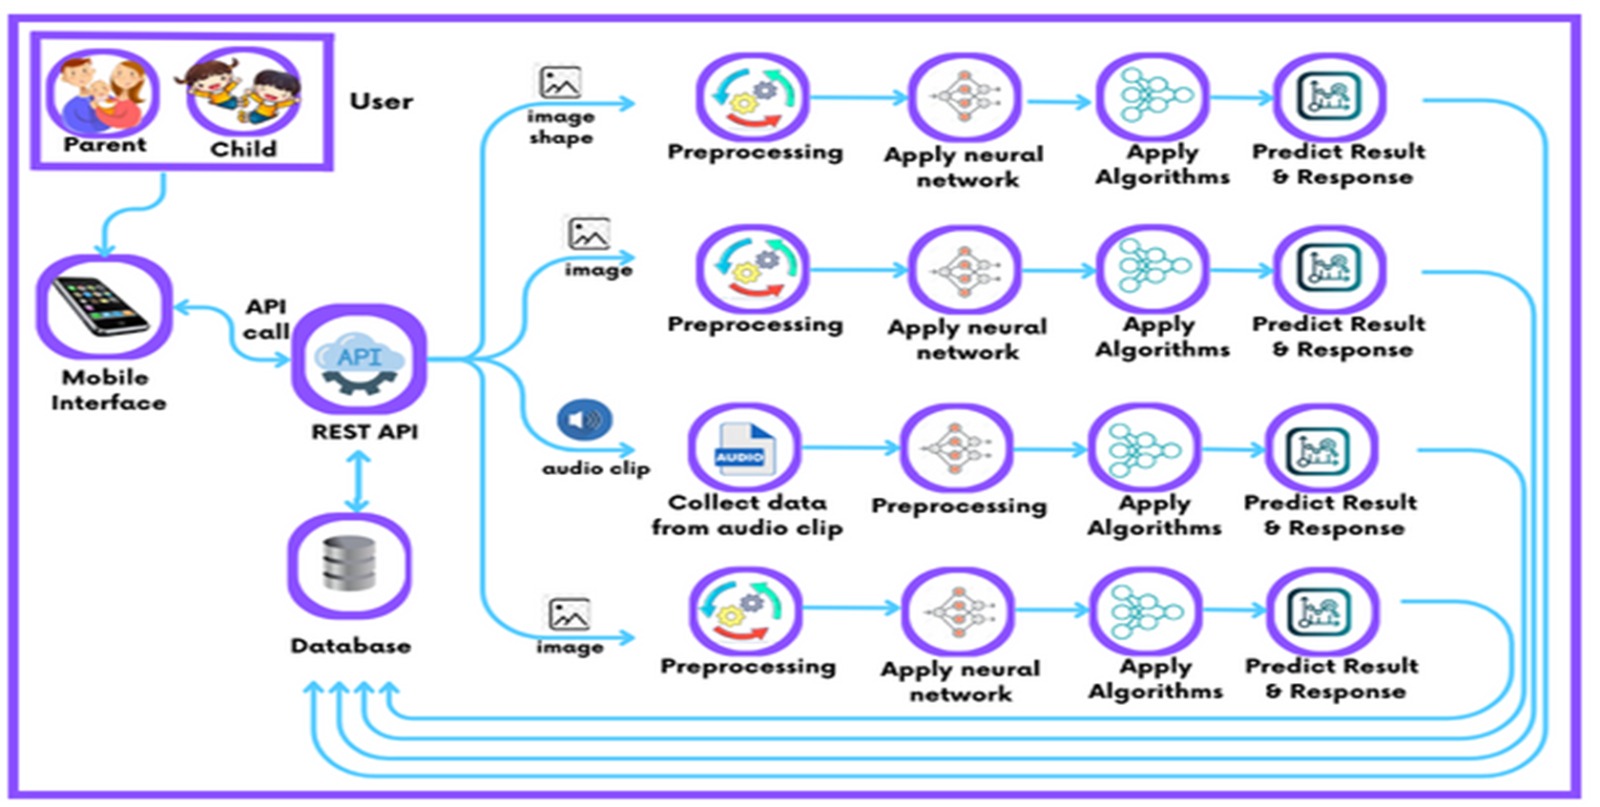 Parent
Child
User
API
call
Mobile
Interface
API
REST API
Database
image
shape
Preprocessing
Apply neural
network
Apply
Algorithms
Predict Result
& Response
image
Preprocessing
Apply neural
network
Apply
Algorithms
Predict Result
& Response
audio clip
AUDIO
Collect data
from audio clip
Preprocessing
Apply
Algorithms
Predict Result
& Response
image
Preprocessing
Apply neural
network
Apply
Algorithms
Predict Result
& Response